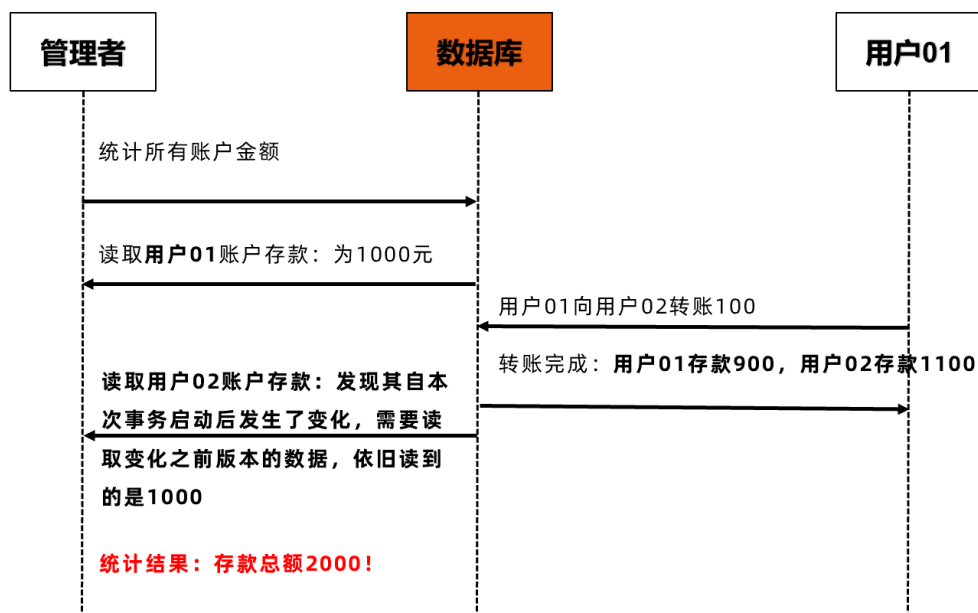 管理者
数据库
用户01
统计所有账户金额
读取用户01账户存款：为1000元
用户01向用户02转账100
转账完成：用户01存款900，用户02存款1100
读取用户02账户存款：发现其自本
次事务启动后发生了变化，需要读
取变化之前版本的数据，依旧读到
的是1000
统计结果：存款总额2000！